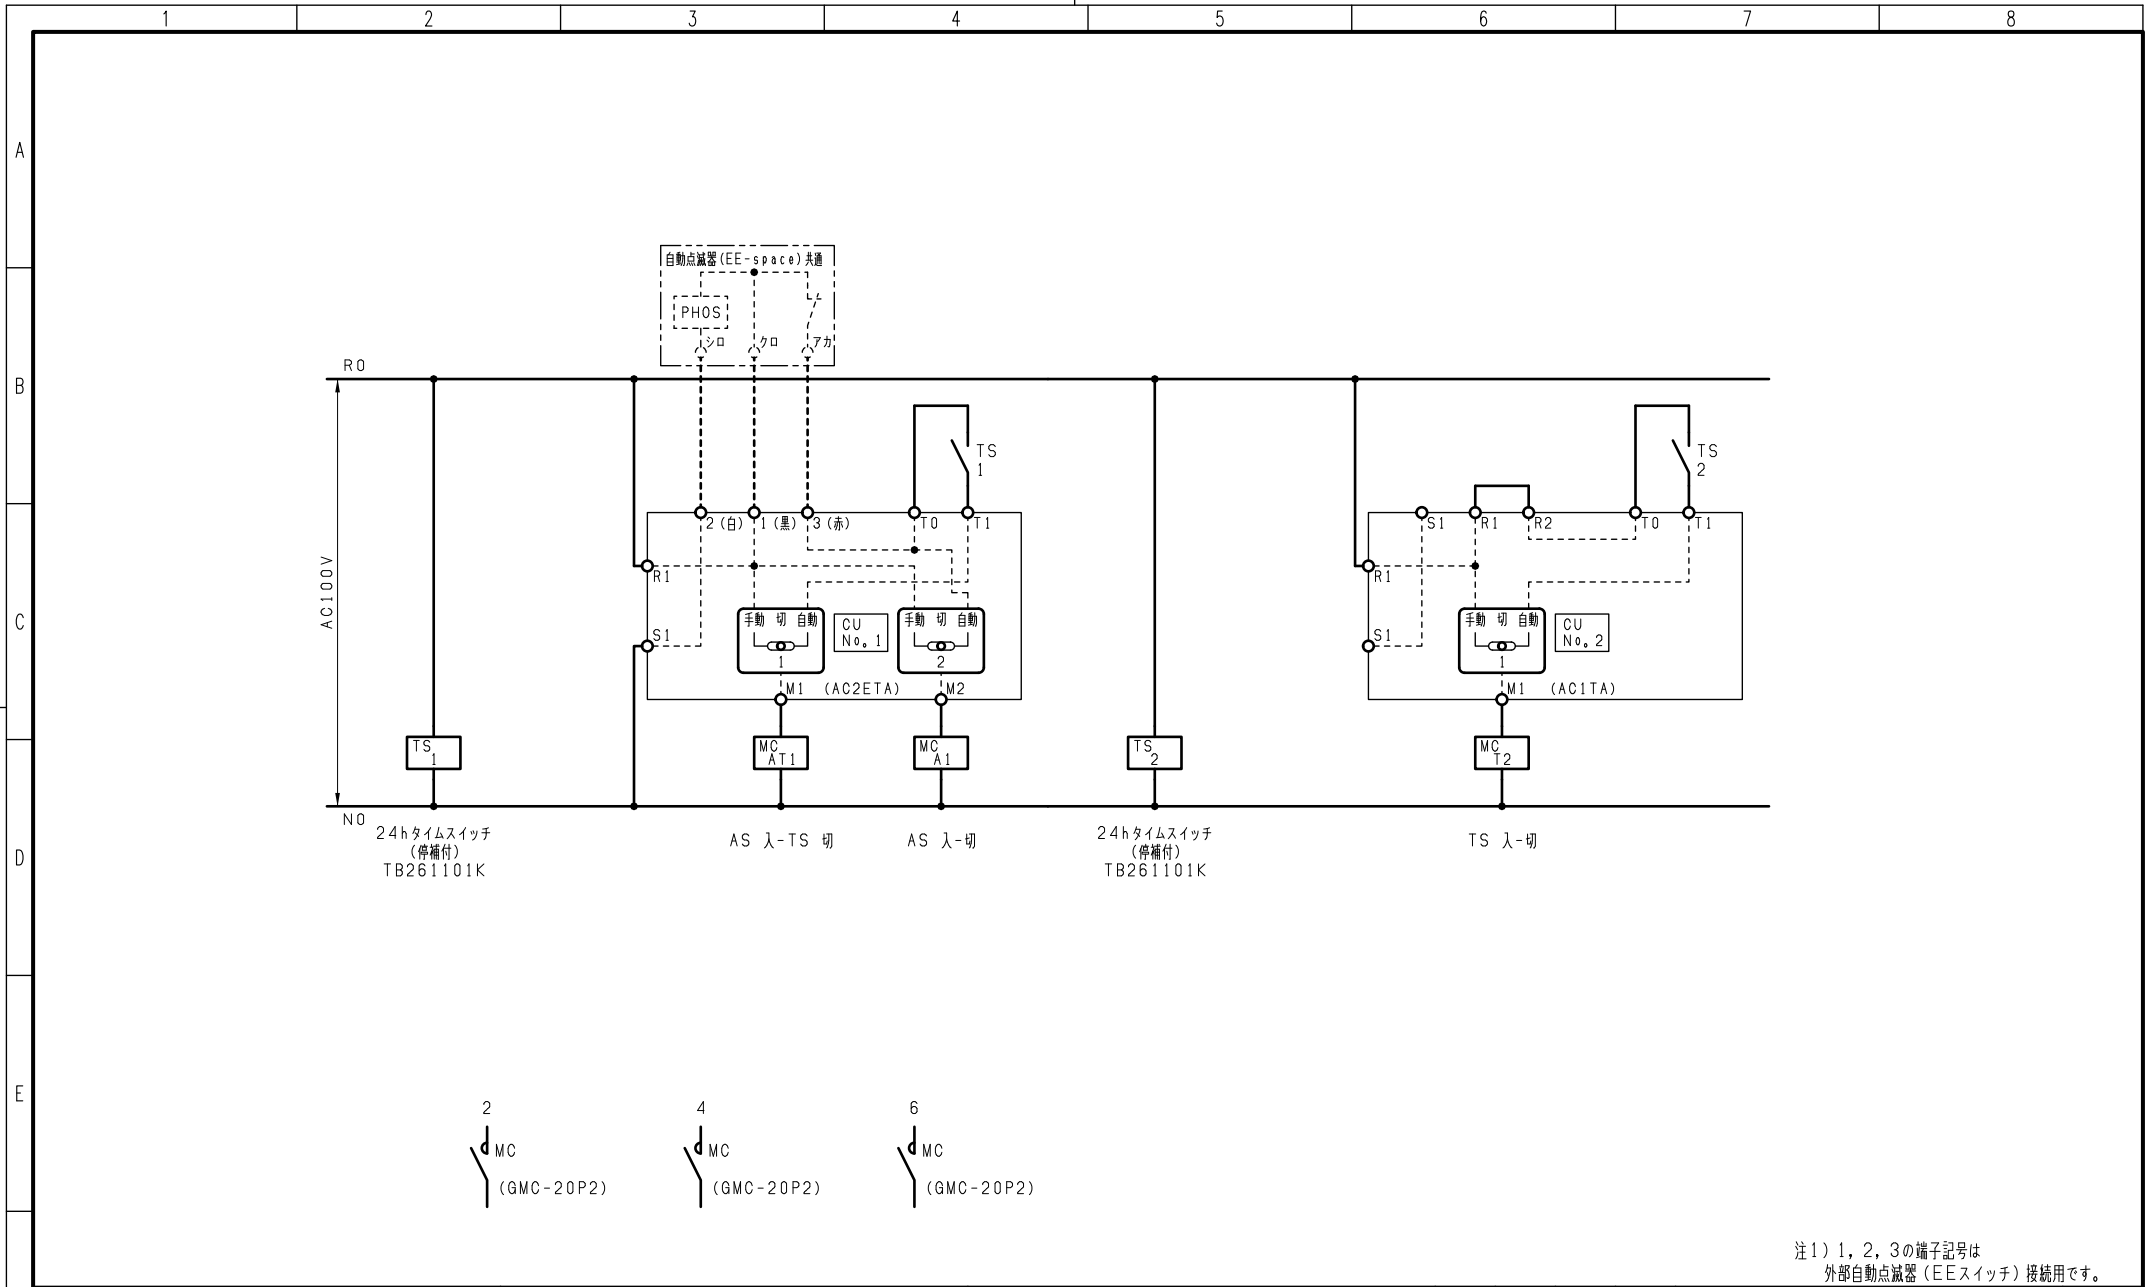 1 2 3 4 5 6 7 8
A
自動点滅器(EE-space)共通
PHOS
シロ クロ アカ
R0
B
TS
1
TS
2
2(白) 1(黒) 3(赤) T0 T1
S1 R1 R2 T0 T1
AC100V
R1
R1
C
手動 切 自動
CU
No。1
手動 切 自動
手動 切 自動
CU
No。2
S1
S1
1
2
1
M1 (AC2ETA) M2
M1 (AC1TA)
TS
1
MC
AT1
MC
A1
TS
2
MC
T2
N0
D
24hタイムスイッチ
(停補付)
TB261101K
AS 入-TS 切
AS 入-切
24hタイムスイッチ
(停補付)
TB261101K
TS 入-切
E
2
MC
(GMC-20P2)
4
MC
(GMC-20P2)
6
MC
(GMC-20P2)
注1)1,2,3の端子記号は
外部自動点滅器(EEスイッチ)接続用です。